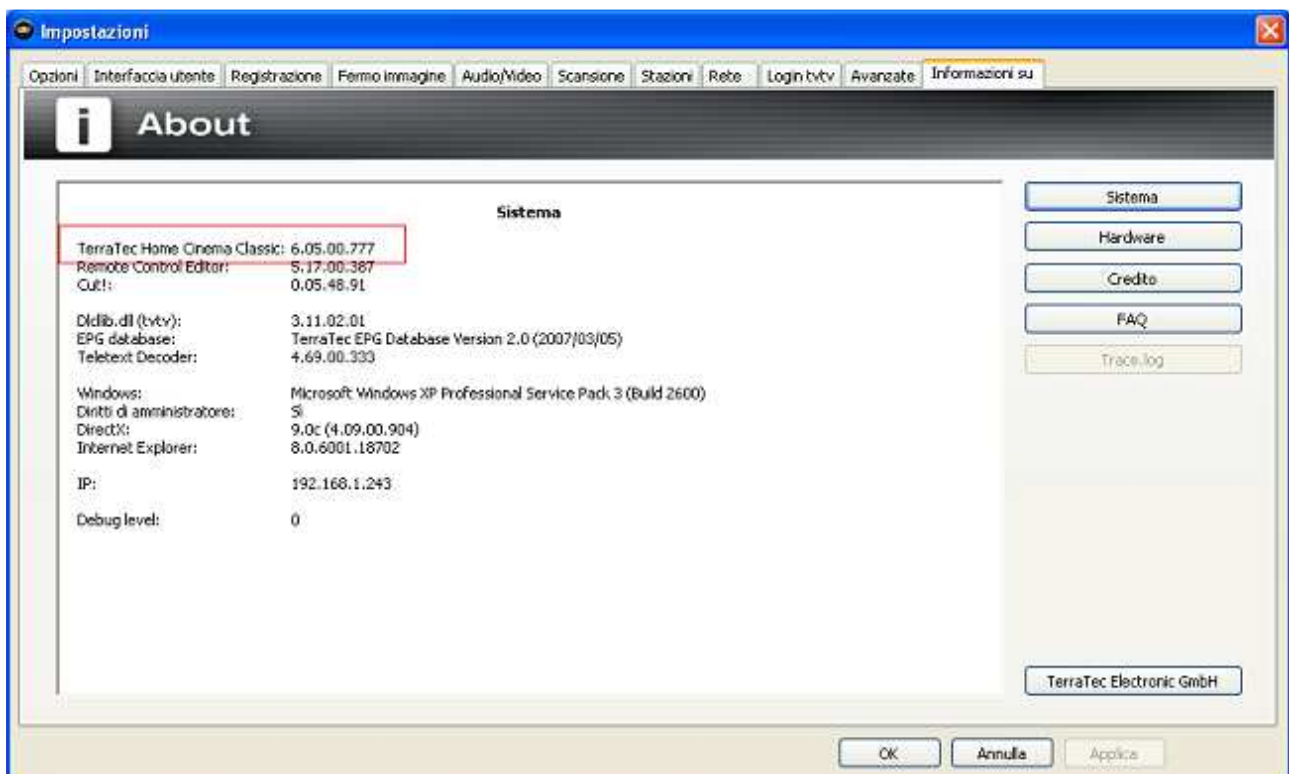 Impostazioni
Opzioni Interfaccia utente Registrazione Fermo immagine Audio/Video Scansione Stazioni Rete Login tvtv Avanzate Informazioni su
i About
Sistema
TerraTec Home Cinema Classic: 6.05.00.777
Remote Control Editor: 5.17.00.387
Cut!: 0.05.48.91
Dlclib.dll (tvtv): 3.11.02.01
EPG database: TerraTec EPG Database Version 2.0 (2007/03/05)
Teletext Decoder: 4.69.00.333
Windows: Microsoft Windows XP Professional Service Pack 3 (Build 2600)
Diritti di amministratore: Sì
DirectX: 9.0c (4.09.00.904)
Internet Explorer: 8.0.6001.18702
IP: 192.168.1.243
Debug level: 0
Sistema
Hardware
Credito
FAQ
Trace.log
TerraTec Electronic GmbH
OK Annulla Applica